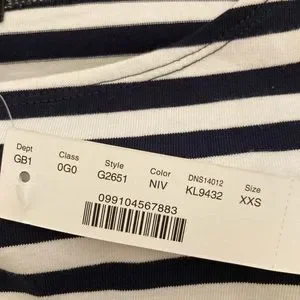 Dept Class Style Color DNS14012 Size
GB1 0G0 G2651 NIV KL9432 XXS
099104567883